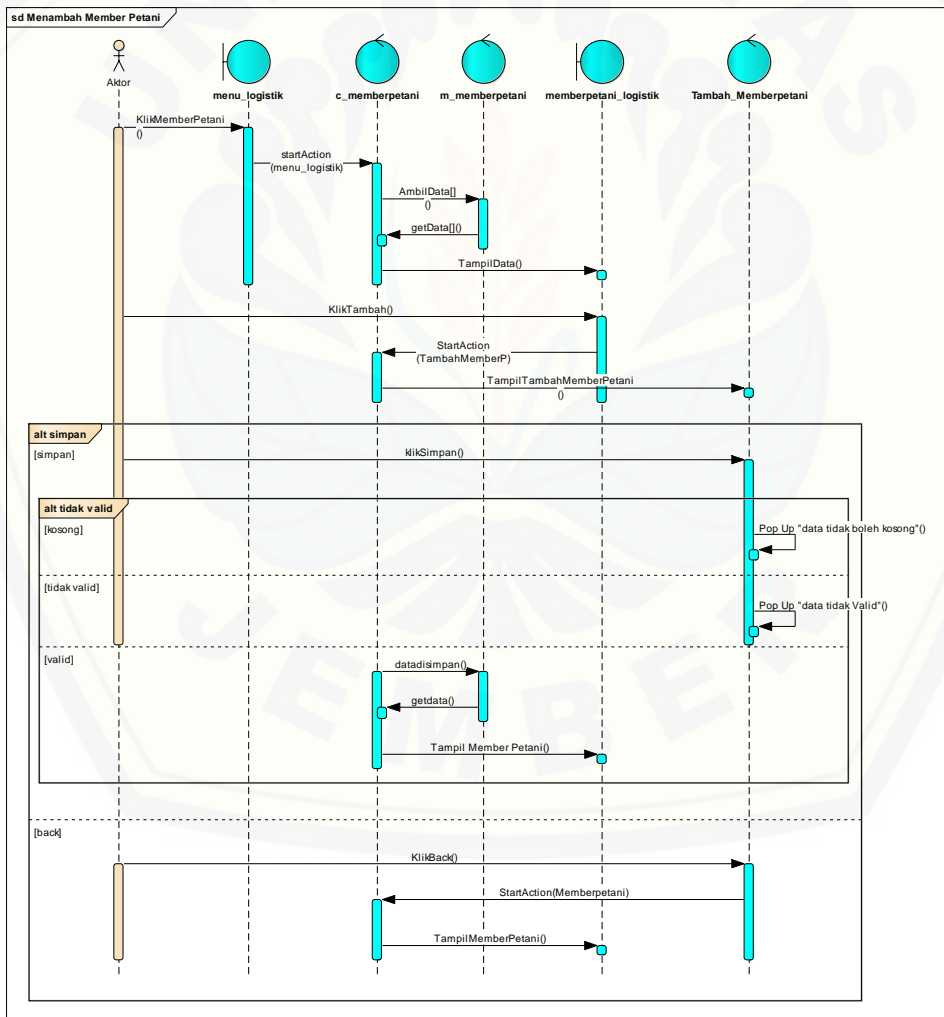 sd Menambah Member Petani
Aktor
menu_logistik
c_memberpetani
m_memberpetani
memberpetani_logistik
Tambah_Memberpetani
KlikMemberPetani
()
startAction
(menu_logistik)
AmbilData[]
()
getData[]()
TampilData()
KlikTambah()
StartAction
(TambahMemberP)
TampilTambahMemberPetani
()
alt simpan
[simpan]
klikSimpan()
alt tidak valid
[kosong]
Pop Up "data tidak boleh kosong"()
[tidak valid]
Pop Up "data tidak Valid"()
[valid]
datadisimpan()
getdata()
Tampil Member Petani()
[back]
KlikBack()
StartAction(Memberpetani)
TampilMemberPetani()
JEMBER